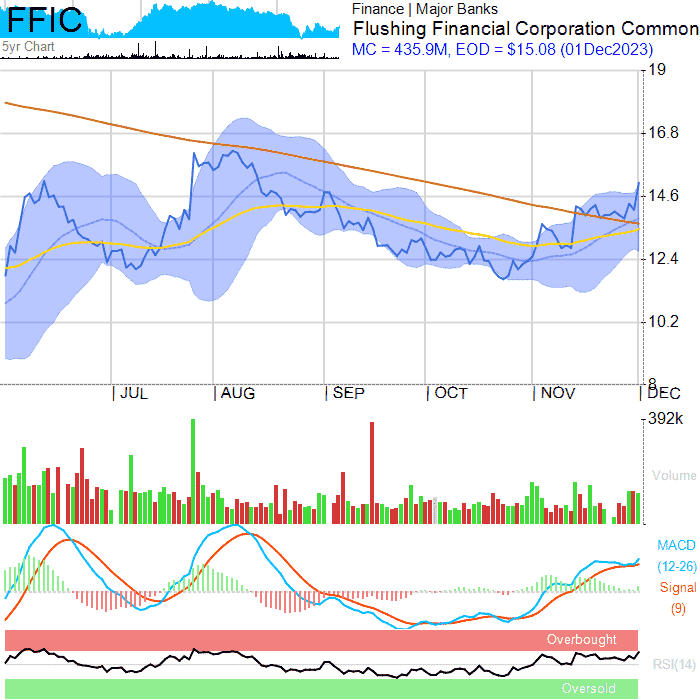 FFIC
5yr Chart
Finance | Major Banks
Flushing Financial Corporation Common
MC = 435.9M, EOD = $15.08 (01Dec2023)
19
16.8
14.6
12.4
10.2
8
JUL
AUG
SEP
OCT
NOV
DEC
392k
Volume
MACD
(12-26)
Signal
(9)
Overbought
RSI(14)
Oversold